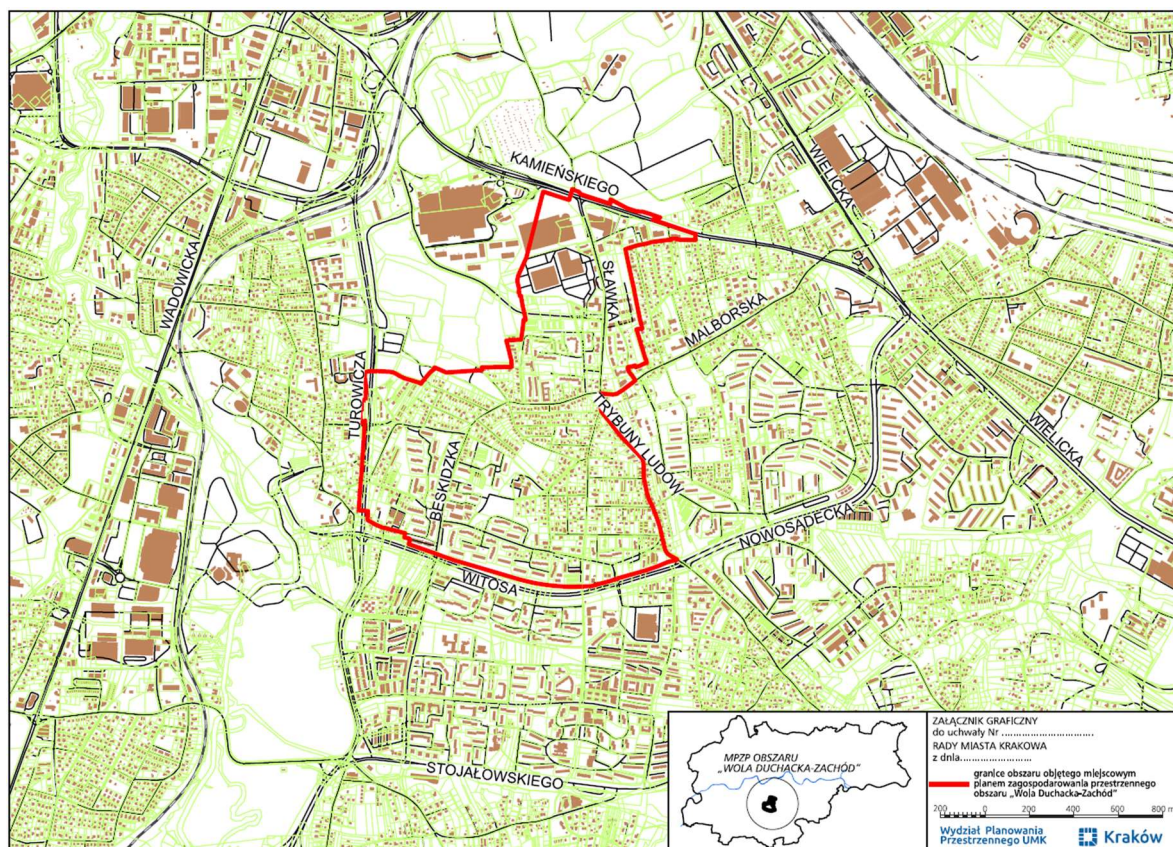 KAMIEŃSKIEGO
WIELICKA
WADOWICKA
SŁAWKA
MALBORSKA
TUROWICZA
TRYBUNY LUDÓW
WIELICKA
BESKIDZKA
NOWOSĄDECKA
WITOSA
STOJAŁOWSKIEGO
MPZP OBSZARU
„WOLA DUCHACKA-ZACHÓD”
ZAŁĄCZNIK GRAFICZNY
do uchwały Nr ................................
RADY MIASTA KRAKOWA
z dnia........................
granice obszaru objętego miejscowym
planem zagospodarowania przestrzennego
obszaru „Wola Duchacka-Zachód”
200 0 200 400 600 800 m
Wydział Planowania
Przestrzennego UMK
Kraków